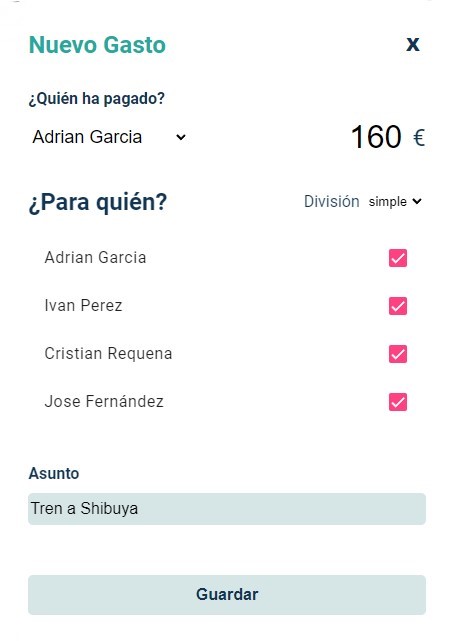 Nuevo Gasto x
¿Quién ha pagado?
Adrian Garcia 160 €
¿Para quién? División simple
Adrian Garcia
Ivan Perez
Cristian Requena
Jose Fernández
Asunto
Tren a Shibuya
Guardar